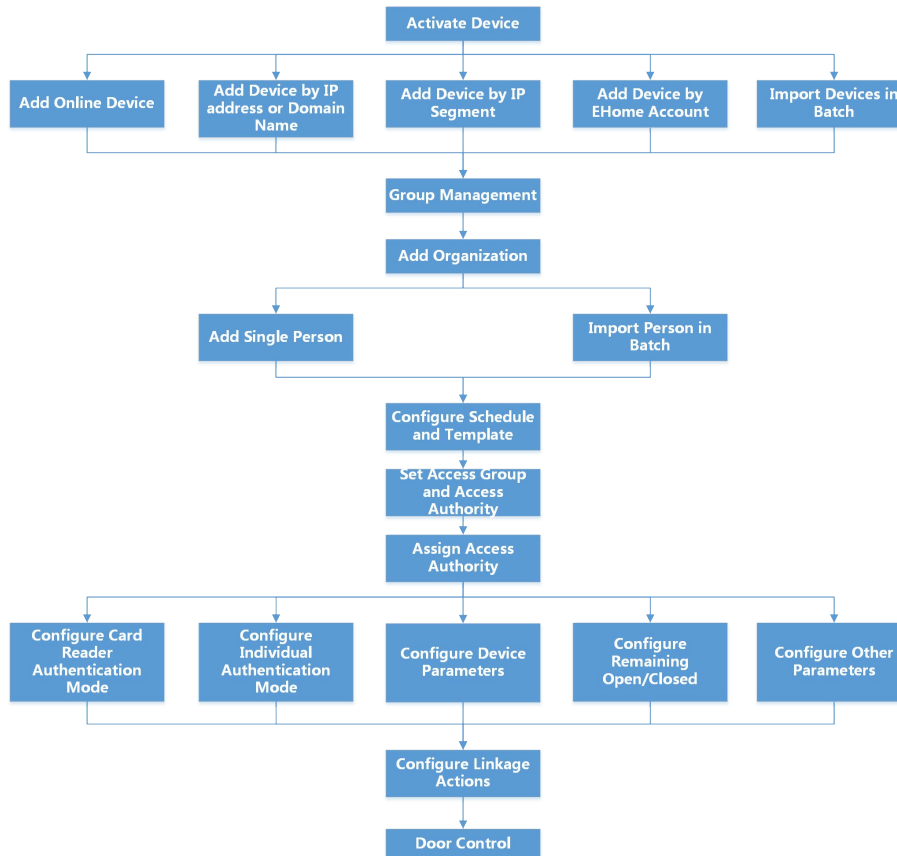 Activate Device
Add Online Device
Add Device by IP
address or Domain
Name
Add Device by IP
Segment
Add Device by
EHome Account
Import Devices in
Batch
Group Management
Add Organization
Add Single Person
Import Person in
Batch
Configure Schedule
and Template
Set Access Group
and Access
Authority
Assign Access
Authority
Configure Card
Reader
Authentication
Mode
Configure
Individual
Authentication
Mode
Configure Device
Parameters
Configure
Remaining
Open/Closed
Configure Other
Parameters
Configure Linkage
Actions
Door Control